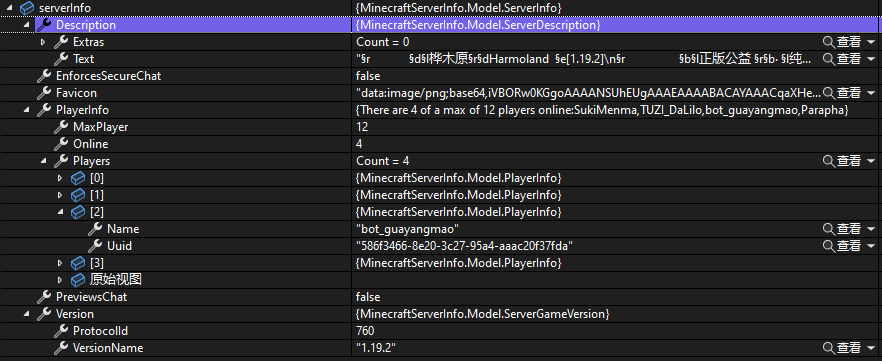 serverInfo {MinecraftServerInfo.Model.ServerInfo}
Description {MinecraftServerInfo.Model.ServerDescription}
Extras Count = 0 查看
Text "§r §d§l桦木原§r§dHarmoland §e[1.19.2]\n§r §b§l正版公益 §r§b· §l纯... 查看
EnforcesSecureChat false
Favicon "data:image/png;base64,iVBORw0KGgoAAAANSUhEUgAAAEAAAABACAYAAACqaXHe... 查看
PlayerInfo {There are 4 of a max of 12 players online:SukiMenma,TUZI_DaLilo,bot_guayangmao,Parapha}
MaxPlayer 12
Online 4
Players Count = 4 查看
[0] {MinecraftServerInfo.Model.PlayerInfo}
[1] {MinecraftServerInfo.Model.PlayerInfo}
[2] {MinecraftServerInfo.Model.PlayerInfo}
Name "bot_guayangmao" 查看
Uuid "586f3466-8e20-3c27-95a4-aaac20f37fda" 查看
[3] {MinecraftServerInfo.Model.PlayerInfo}
原始视图
PreviewsChat false
Version {MinecraftServerInfo.Model.ServerGameVersion}
ProtocolId 760
VersionName "1.19.2" 查看